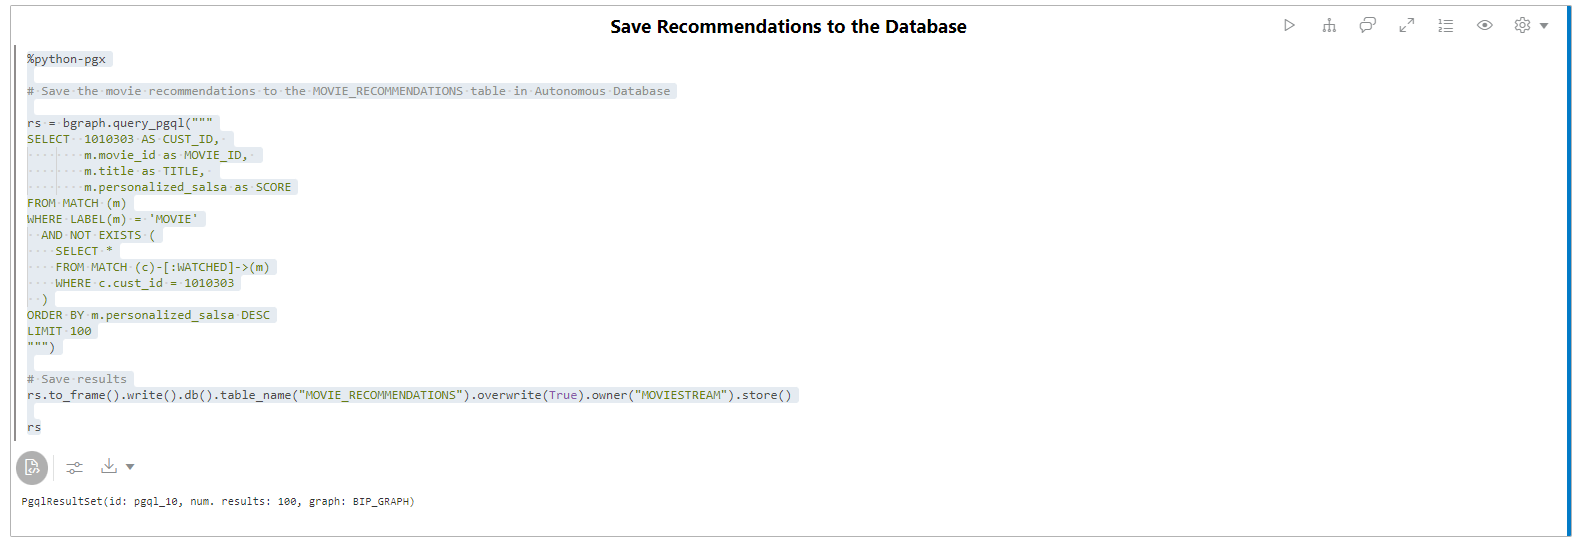 Save Recommendations to the Database
%python-pgx
# Save the movie recommendations to the MOVIE_RECOMMENDATIONS table in Autonomous Database
rs = bgraph.query_pgql("""
SELECT  1010303 AS CUST_ID,
        m.movie_id as MOVIE_ID,
        m.title as TITLE,
        m.personalized_salsa as SCORE
FROM MATCH (m)
WHERE LABEL(m) = 'MOVIE'
  AND NOT EXISTS (
    SELECT *
    FROM MATCH (c)-[:WATCHED]->(m)
    WHERE c.cust_id = 1010303
  )
ORDER BY m.personalized_salsa DESC
LIMIT 100
""")
# Save results
rs.to_frame().write().db().table_name("MOVIE_RECOMMENDATIONS").overwrite(True).owner("MOVIESTREAM").store()
rs
PgqlResultSet(id: pgql_10, num. results: 100, graph: BIP_GRAPH)